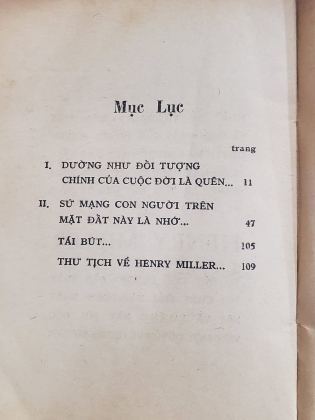 Mục Lục
trang
I. DƯỜNG NHƯ ĐỐI TƯỢNG
CHÍNH CỦA CUỘC ĐỜI LÀ QUÊN... 11
II. SỨ MẠNG CON NGƯỜI TRÊN
MẶT ĐẤT NÀY LÀ NHỚ... 47
TÁI BÚT... 105
THƯ TỊCH VỀ HENRY MILLER... 109